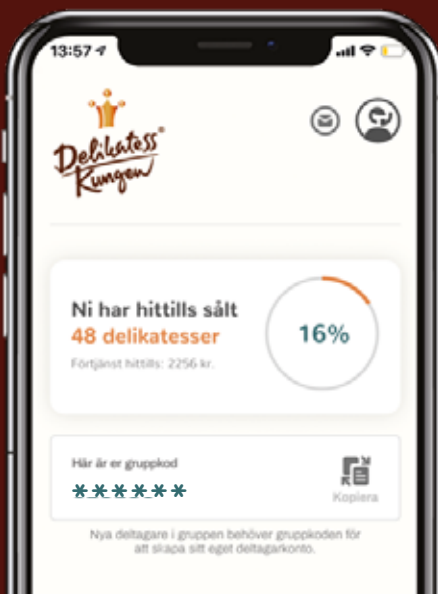 13:57
Delikatess®
Kungen
Ni har hittills sålt
48 delikatesser
16%
Förtjänst hittills: 2256 kr.
Här är er gruppkod
******
Kopiera
Nya deltagare i gruppen behöver gruppkoden för
att skapa sitt eget deltagarkonto.